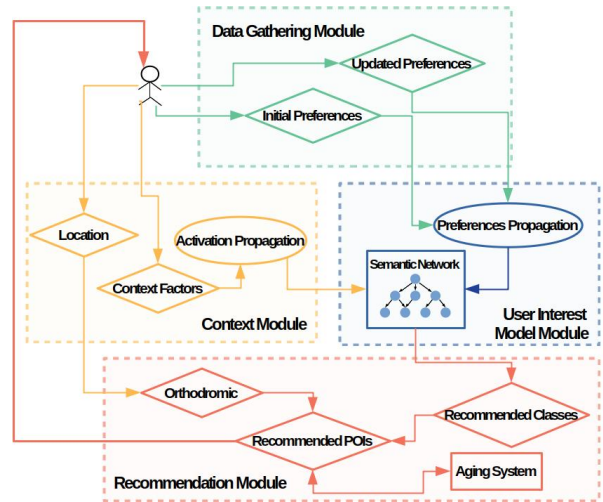 Data Gathering Module
Updated Preferences
Initial Preferences
Location
Activation Propagation
Context Factors
Context Module
Preferences Propagation
Semantic Network
User Interest
Model Module
Orthodromic
Recommended POIs
Recommended Classes
Aging System
Recommendation Module